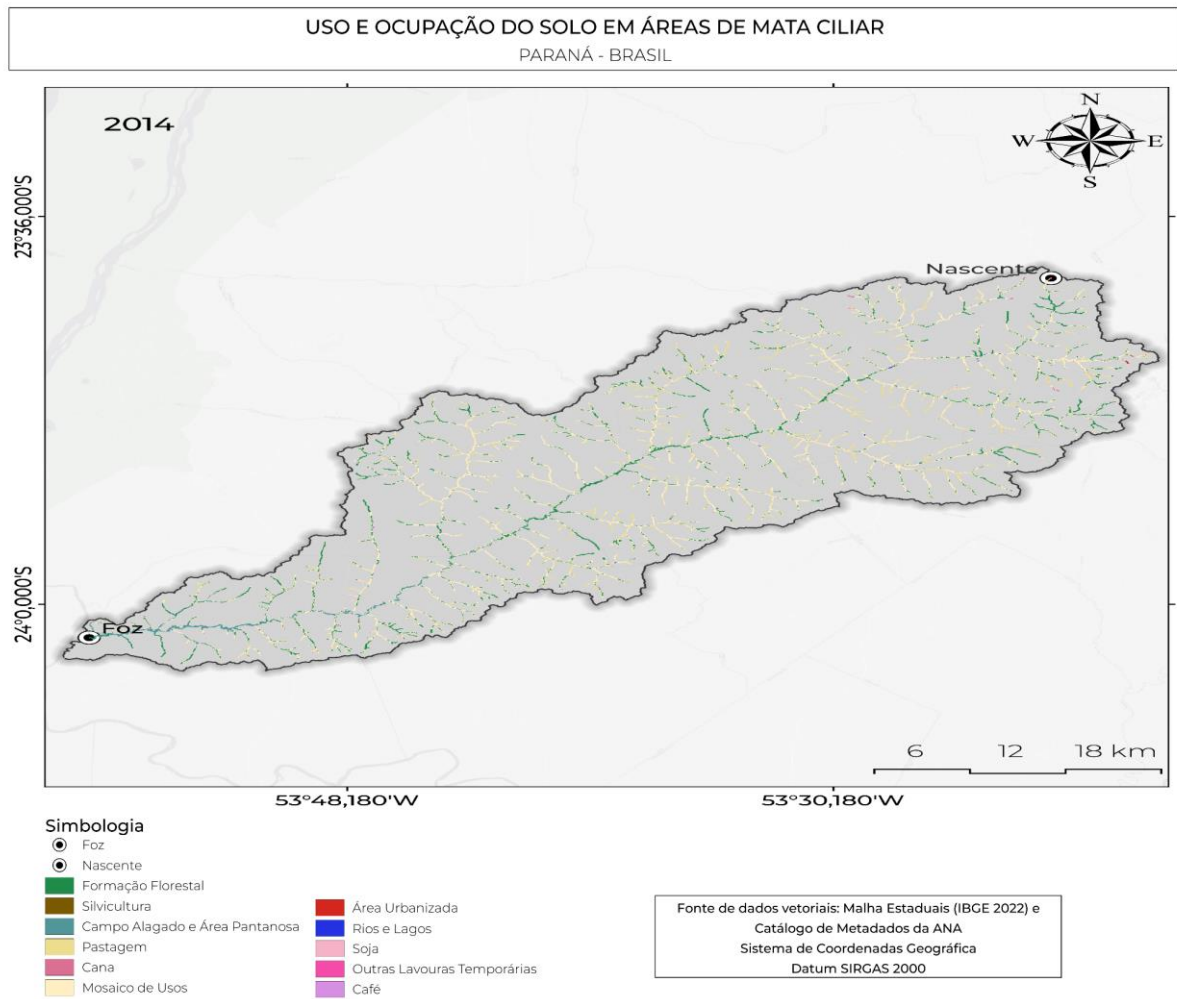 USO E OCUPAÇÃO DO SOLO EM ÁREAS DE MATA CILIAR
PARANÁ - BRASIL
2014
N
W E
S
23°36,000'S
Nascente
24°0,000'S
Foz
6 12 18 km
53°48,180'W
53°30,180'W
Simbologia
Foz
Nascente
Formação Florestal
Silvicultura
Campo Alagado e Área Pantanosa
Pastagem
Cana
Mosaico de Usos
Área Urbanizada
Rios e Lagos
Soja
Outras Lavouras Temporárias
Café
Fonte de dados vetoriais: Malha Estaduais (IBGE 2022) e
Catálogo de Metadados da ANA
Sistema de Coordenadas Geográfica
Datum SIRGAS 2000